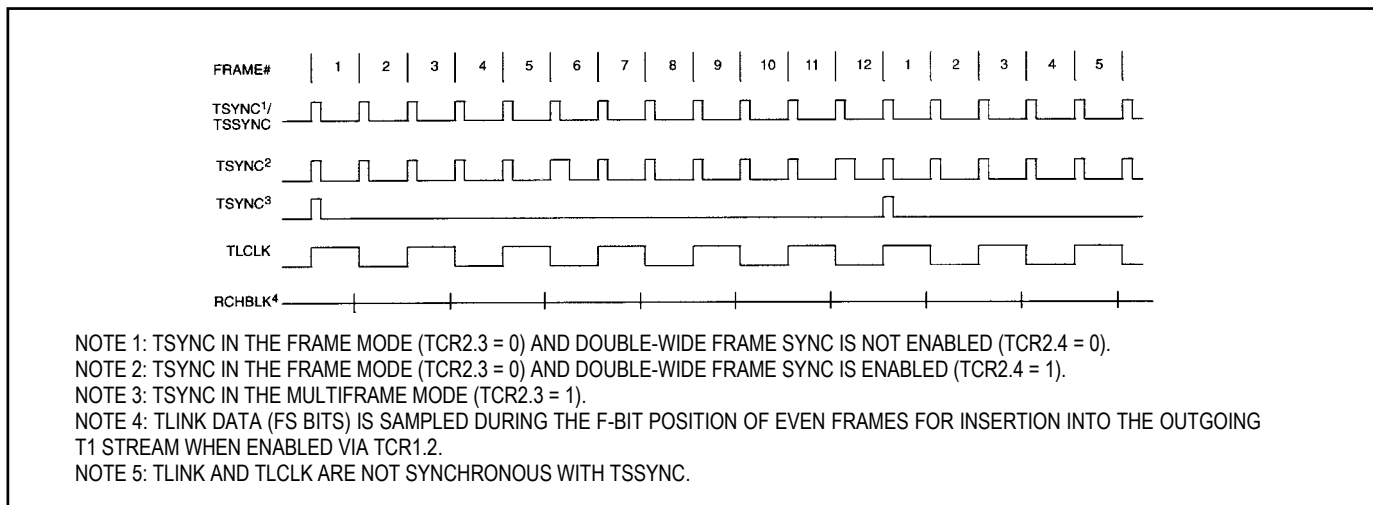 FRAME# 1 2 3 4 5 6 7 8 9 10 11 12 1 2 3 4 5
TSYNC¹/
TSSYNC
TSYNC²
TSYNC³
TLCLK
RCHBLK⁴
NOTE 1: TSYNC IN THE FRAME MODE (TCR2.3 = 0) AND DOUBLE-WIDE FRAME SYNC IS NOT ENABLED (TCR2.4 = 0).
NOTE 2: TSYNC IN THE FRAME MODE (TCR2.3 = 0) AND DOUBLE-WIDE FRAME SYNC IS ENABLED (TCR2.4 = 1).
NOTE 3: TSYNC IN THE MULTIFRAME MODE (TCR2.3 = 1).
NOTE 4: TLINK DATA (FS BITS) IS SAMPLED DURING THE F-BIT POSITION OF EVEN FRAMES FOR INSERTION INTO THE OUTGOING
T1 STREAM WHEN ENABLED VIA TCR1.2.
NOTE 5: TLINK AND TLCLK ARE NOT SYNCHRONOUS WITH TSSYNC.